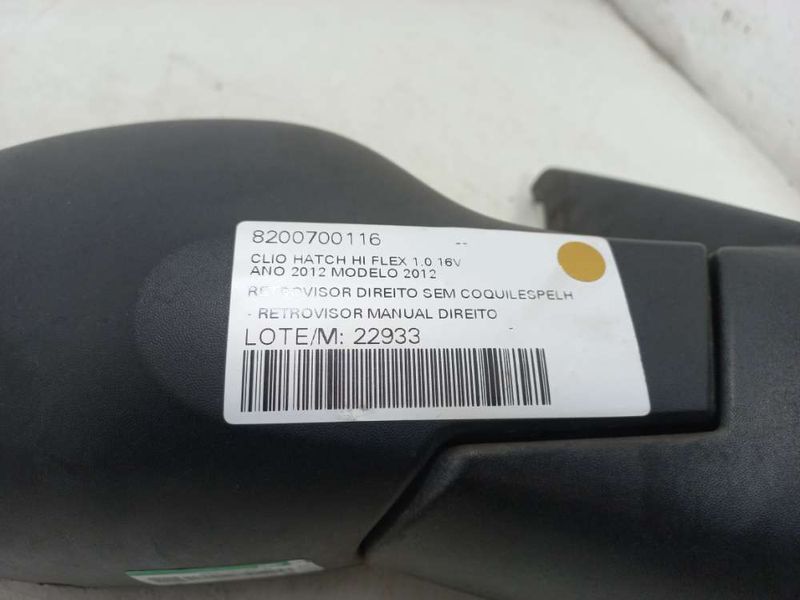 8200700116 --
CLIO HATCH HI FLEX 1.0 16V
ANO 2012 MODELO 2012
RETROVISOR DIREITO SEM COQUILESPELH
- RETROVISOR MANUAL DIREITO -
LOTE/M: 22933